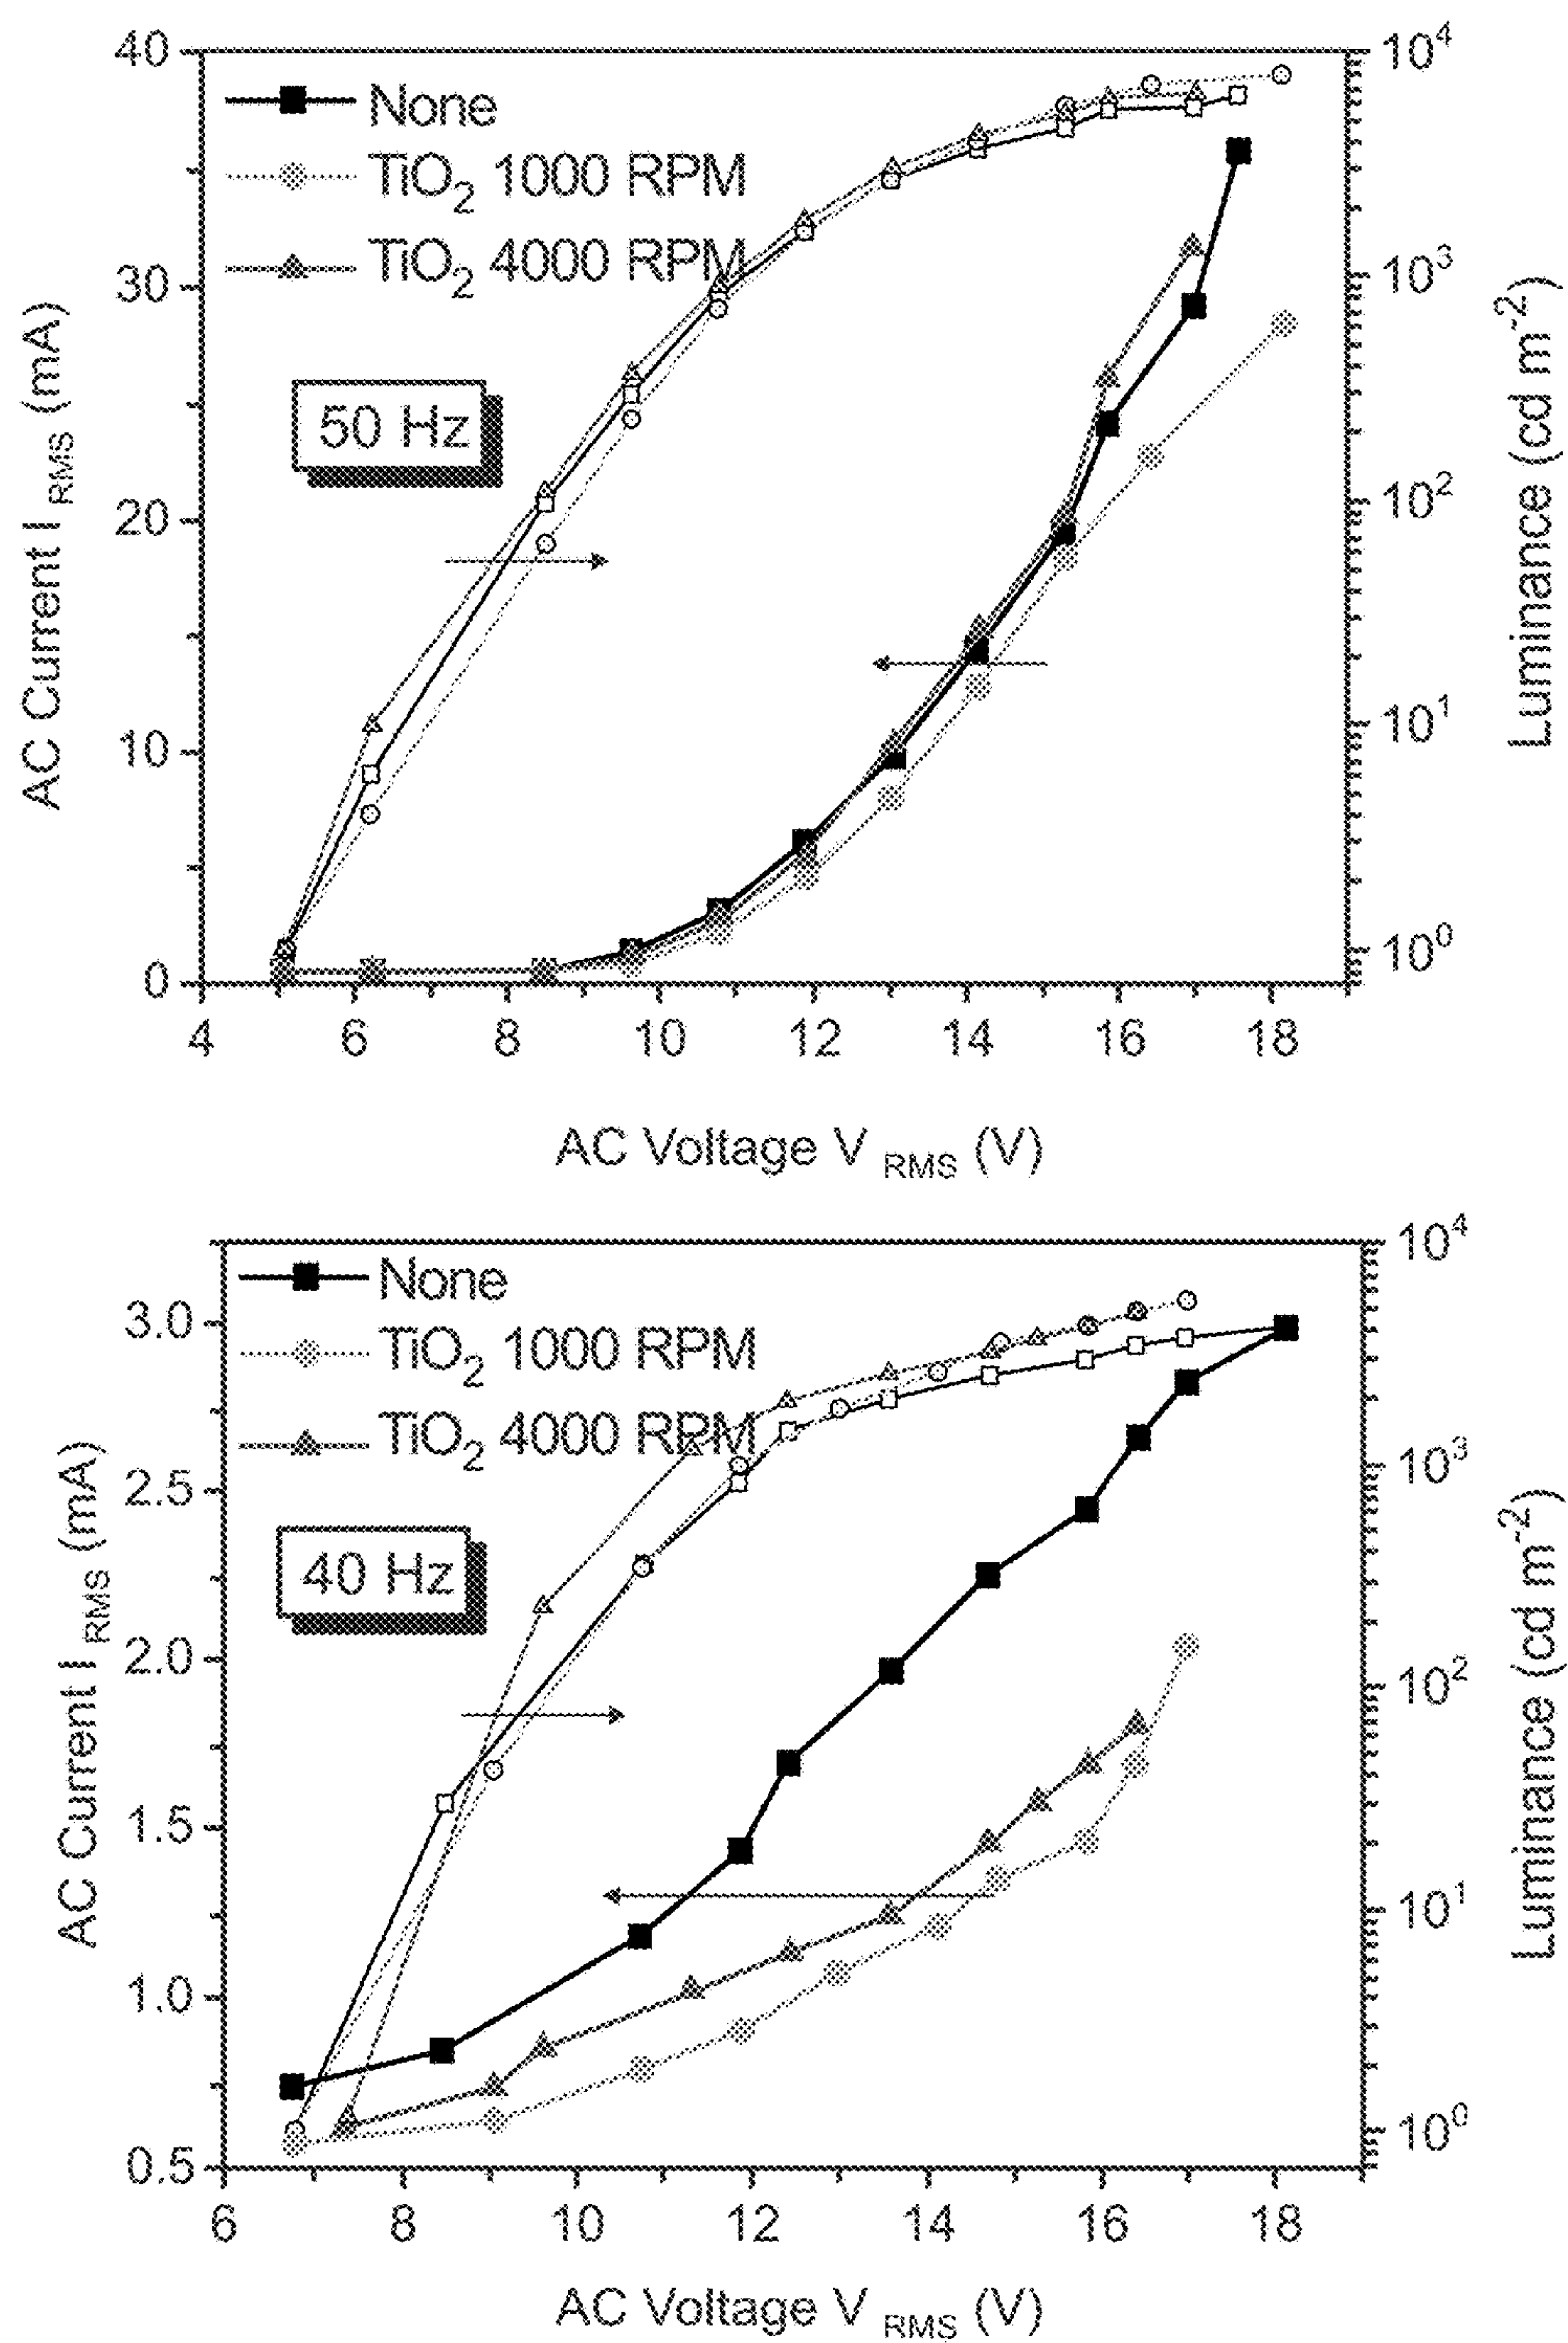 40
30
20
10
0
AC Current I RMS (mA)
None
TiO2 1000 RPM
TiO2 4000 RPM
50 Hz
10^4
10^3
10^2
10^1
10^0
Luminance (cd m^-2)
4 6 8 10 12 14 16 18
AC Voltage V RMS (V)
3.0
2.5
2.0
1.5
1.0
0.5
AC Current I RMS (mA)
None
TiO2 1000 RPM
TiO2 4000 RPM
40 Hz
10^4
10^3
10^2
10^1
10^0
Luminance (cd m^-2)
6 8 10 12 14 16 18
AC Voltage V RMS (V)